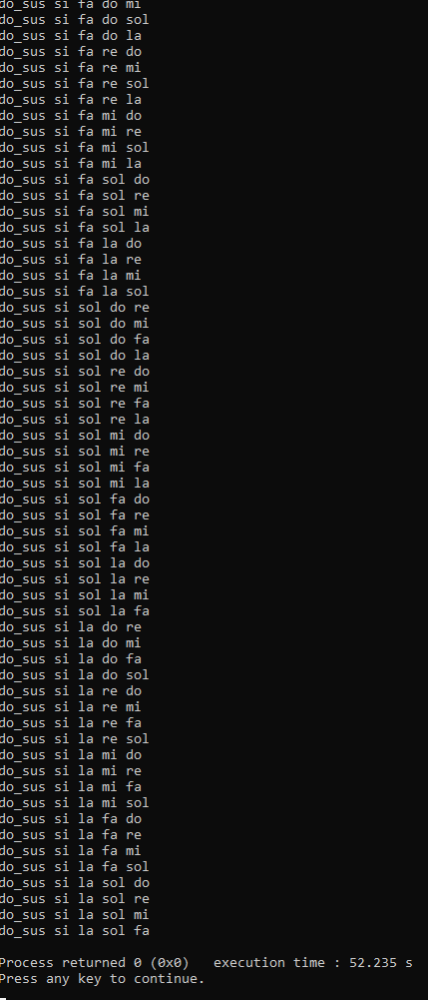 do_sus si fa do mi
do_sus si fa do sol
do_sus si fa do la
do_sus si fa re do
do_sus si fa re mi
do_sus si fa re sol
do_sus si fa re la
do_sus si fa mi do
do_sus si fa mi re
do_sus si fa mi sol
do_sus si fa mi la
do_sus si fa sol do
do_sus si fa sol re
do_sus si fa sol mi
do_sus si fa sol la
do_sus si fa la do
do_sus si fa la re
do_sus si fa la mi
do_sus si fa la sol
do_sus si sol do re
do_sus si sol do mi
do_sus si sol do fa
do_sus si sol do la
do_sus si sol re do
do_sus si sol re mi
do_sus si sol re fa
do_sus si sol re la
do_sus si sol mi do
do_sus si sol mi re
do_sus si sol mi fa
do_sus si sol mi la
do_sus si sol fa do
do_sus si sol fa re
do_sus si sol fa mi
do_sus si sol fa la
do_sus si sol la do
do_sus si sol la re
do_sus si sol la mi
do_sus si sol la fa
do_sus si la do re
do_sus si la do mi
do_sus si la do fa
do_sus si la do sol
do_sus si la re do
do_sus si la re mi
do_sus si la re fa
do_sus si la re sol
do_sus si la mi do
do_sus si la mi re
do_sus si la mi fa
do_sus si la mi sol
do_sus si la fa do
do_sus si la fa re
do_sus si la fa mi
do_sus si la fa sol
do_sus si la sol do
do_sus si la sol re
do_sus si la sol mi
do_sus si la sol fa
Process returned 0 (0x0)   execution time : 52.235 s
Press any key to continue.